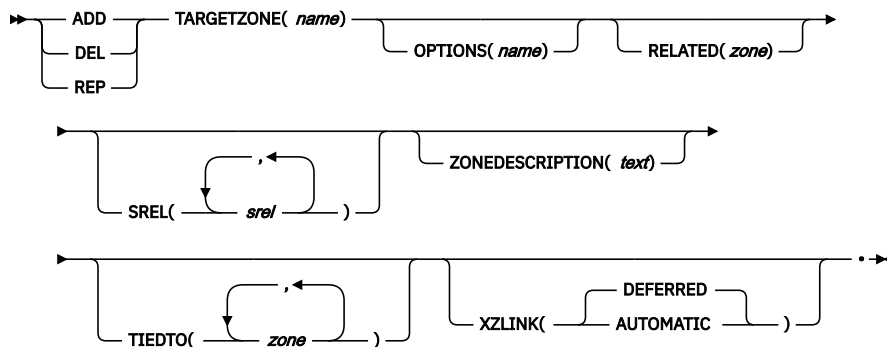 ADD TARGETZONE( name)
DEL OPTIONS( name) RELATED( zone)
REP
,
ZONEDESCRIPTION( text)
SREL( srel )
,
DEFERRED
XZLINK( AUTOMATIC )
TIEDTO( zone )
.